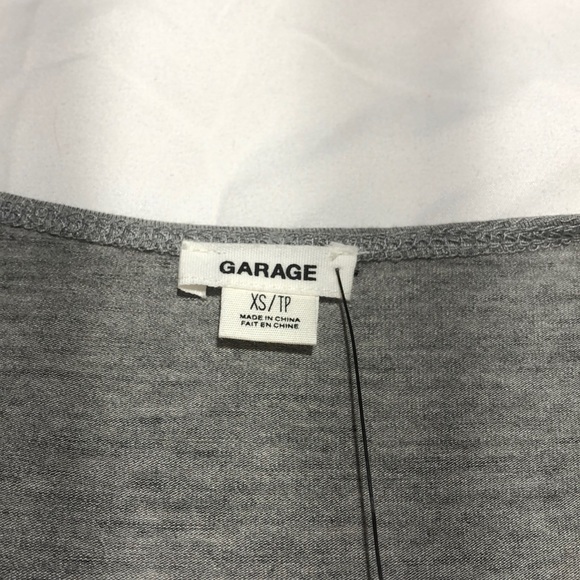 GARAGE
XS/TP
MADE IN CHINA
FAIT EN CHINE